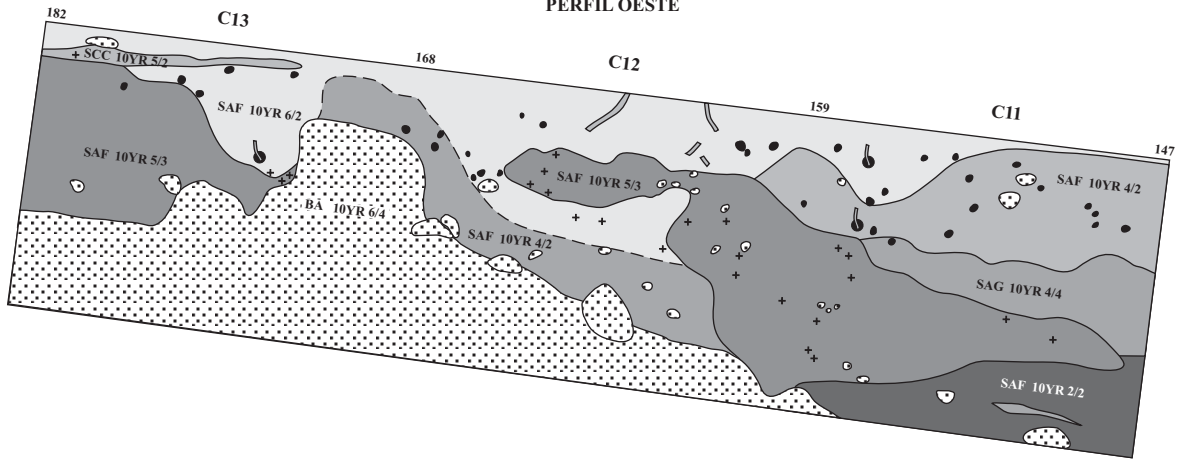 PERFIL OESTE
182
C13
168
C12
159
C11
147
SCC 10YR 5/2
SAF 10YR 6/2
SAF 10YR 5/3
BA 10YR 6/4
SAF 10YR 4/2
SAF 10YR 5/3
SAF 10YR 4/2
SAG 10YR 4/4
SAF 10YR 2/2